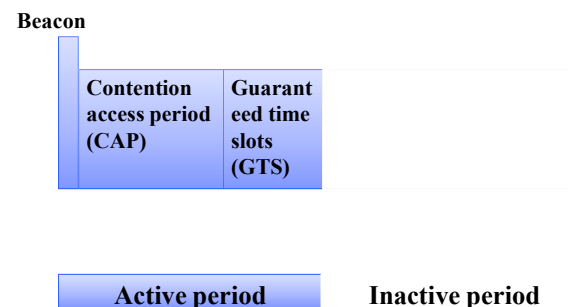 Beacon
Contention
access period
(CAP)
Guarant
eed time
slots
(GTS)
Active period
Inactive period